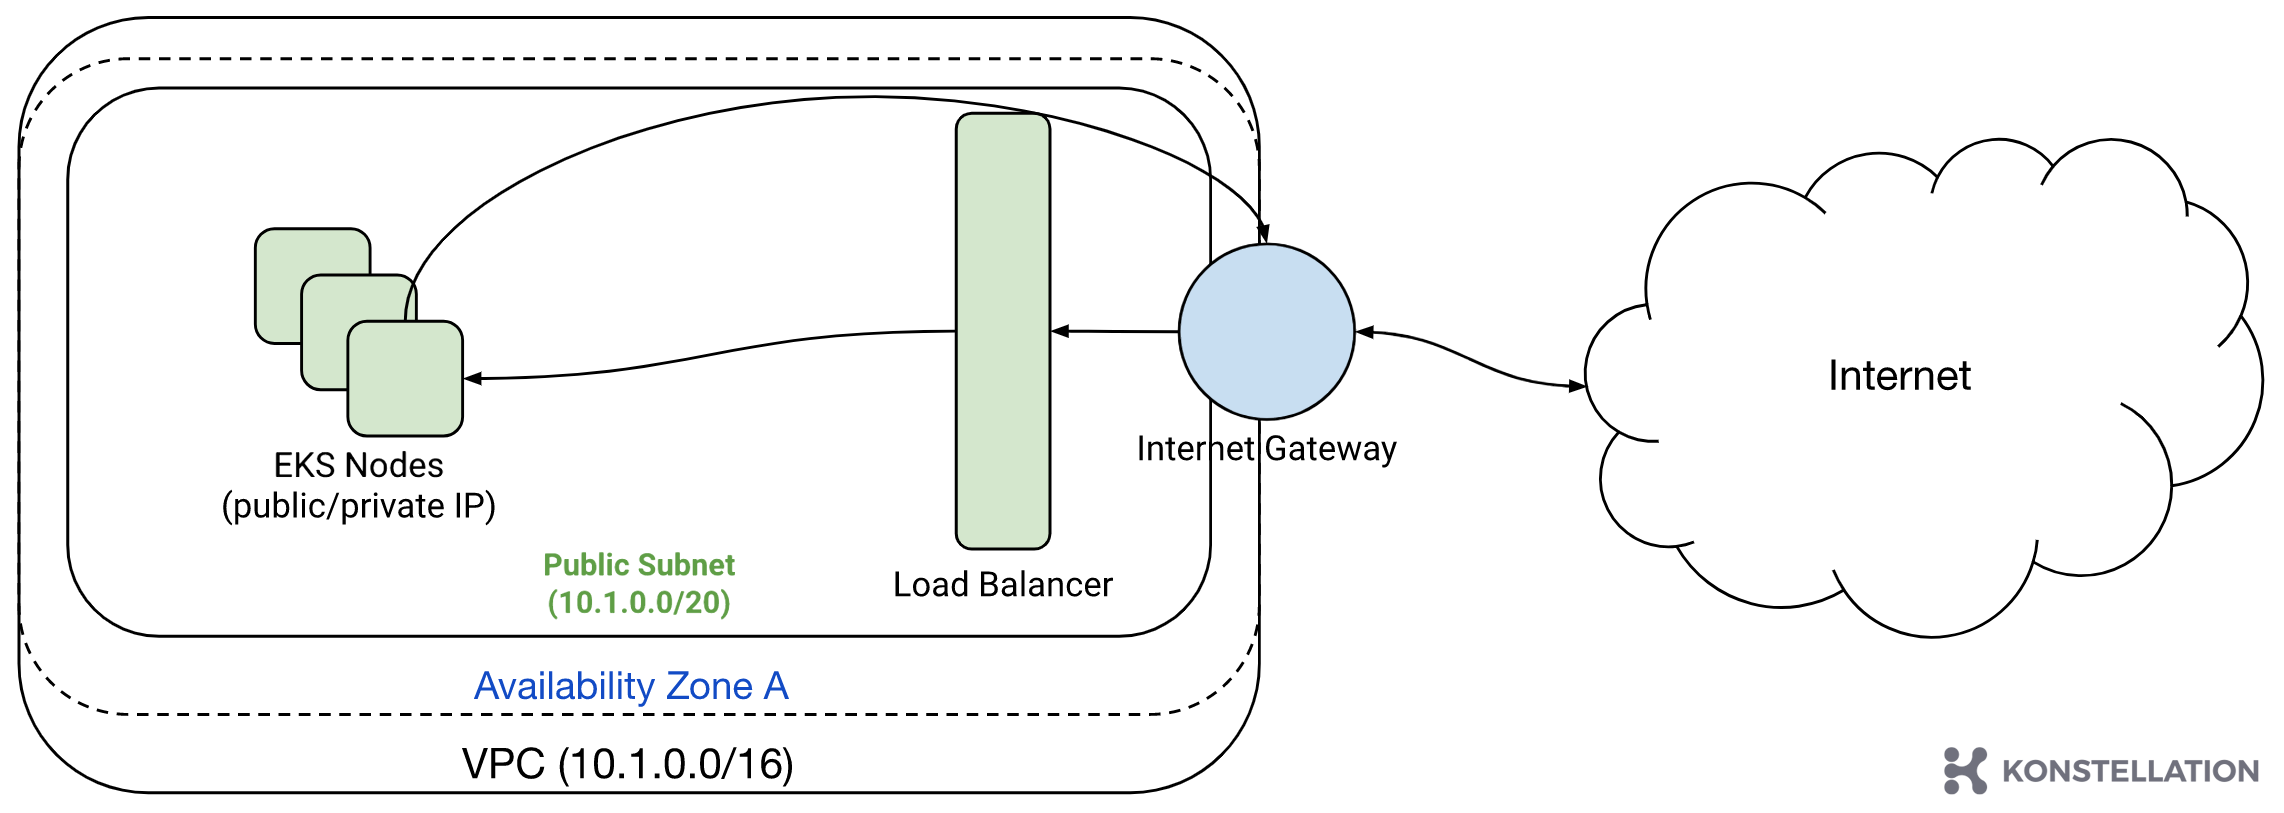 EKS Nodes
(public/private IP)
Public Subnet
(10.1.0.0/20)
Load Balancer
Internet Gateway
Internet
Availability Zone A
VPC (10.1.0.0/16)
KONSTELLATION